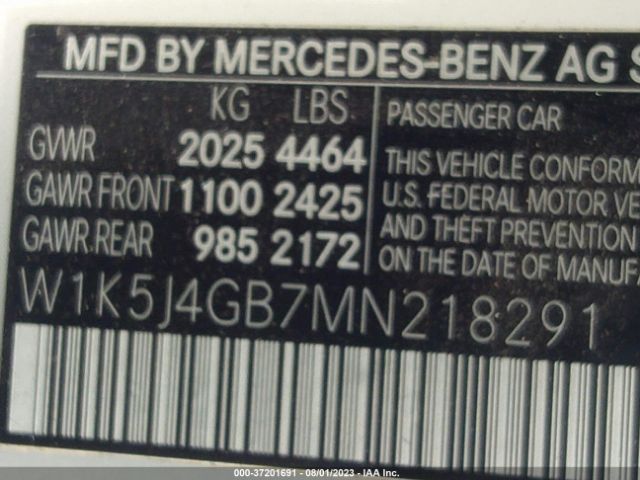 MFD BY MERCEDES-BENZ AG
KG LBS
PASSENGER CAR
GVWR 2025 4464
THIS VEHICLE CONFORM
GAWR FRONT 1100 2425
U.S. FEDERAL MOTOR VE
GAWR REAR 985 2172
AND THEFT PREVENTION
ON THE DATE OF MANUF
W1K5J4GB7MN218291
000-37201691 - 08/01/2023 - IAA Inc.